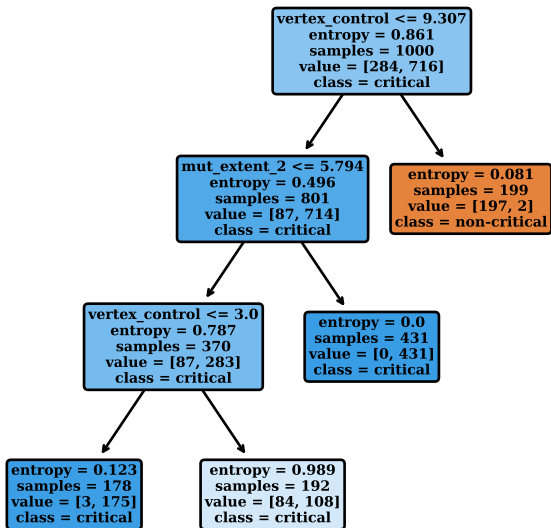 vertex_control <= 9.307
entropy = 0.861
samples = 1000
value = [284, 716]
class = critical
mut_extent_2 <= 5.794
entropy = 0.496
samples = 801
value = [87, 714]
class = critical
entropy = 0.081
samples = 199
value = [197, 2]
class = non-critical
vertex_control <= 3.0
entropy = 0.787
samples = 370
value = [87, 283]
class = critical
entropy = 0.0
samples = 431
value = [0, 431]
class = critical
entropy = 0.123
samples = 178
value = [3, 175]
class = critical
entropy = 0.989
samples = 192
value = [84, 108]
class = critical